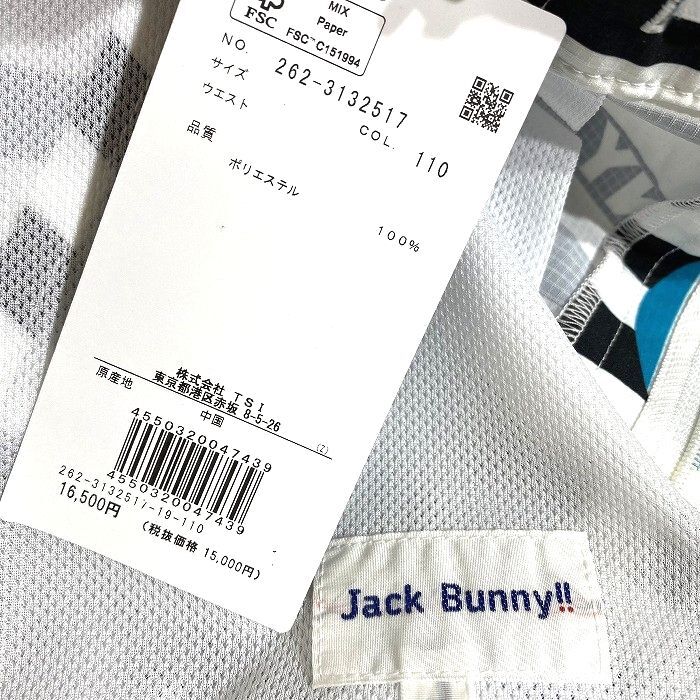 MIX
Paper
FSC FSC™ C151994
NO. 262-3132517
サイズ COL. 110
ウエスト
品質
ポリエステル
100%
株式会社 TSI
東京都港区赤坂 8-5-26
原産地 中国 (2)
4550320047439
4550320047439
262-3132517-19-110
16,500円
(税抜価格 15,000円)
Jack Bunny!!